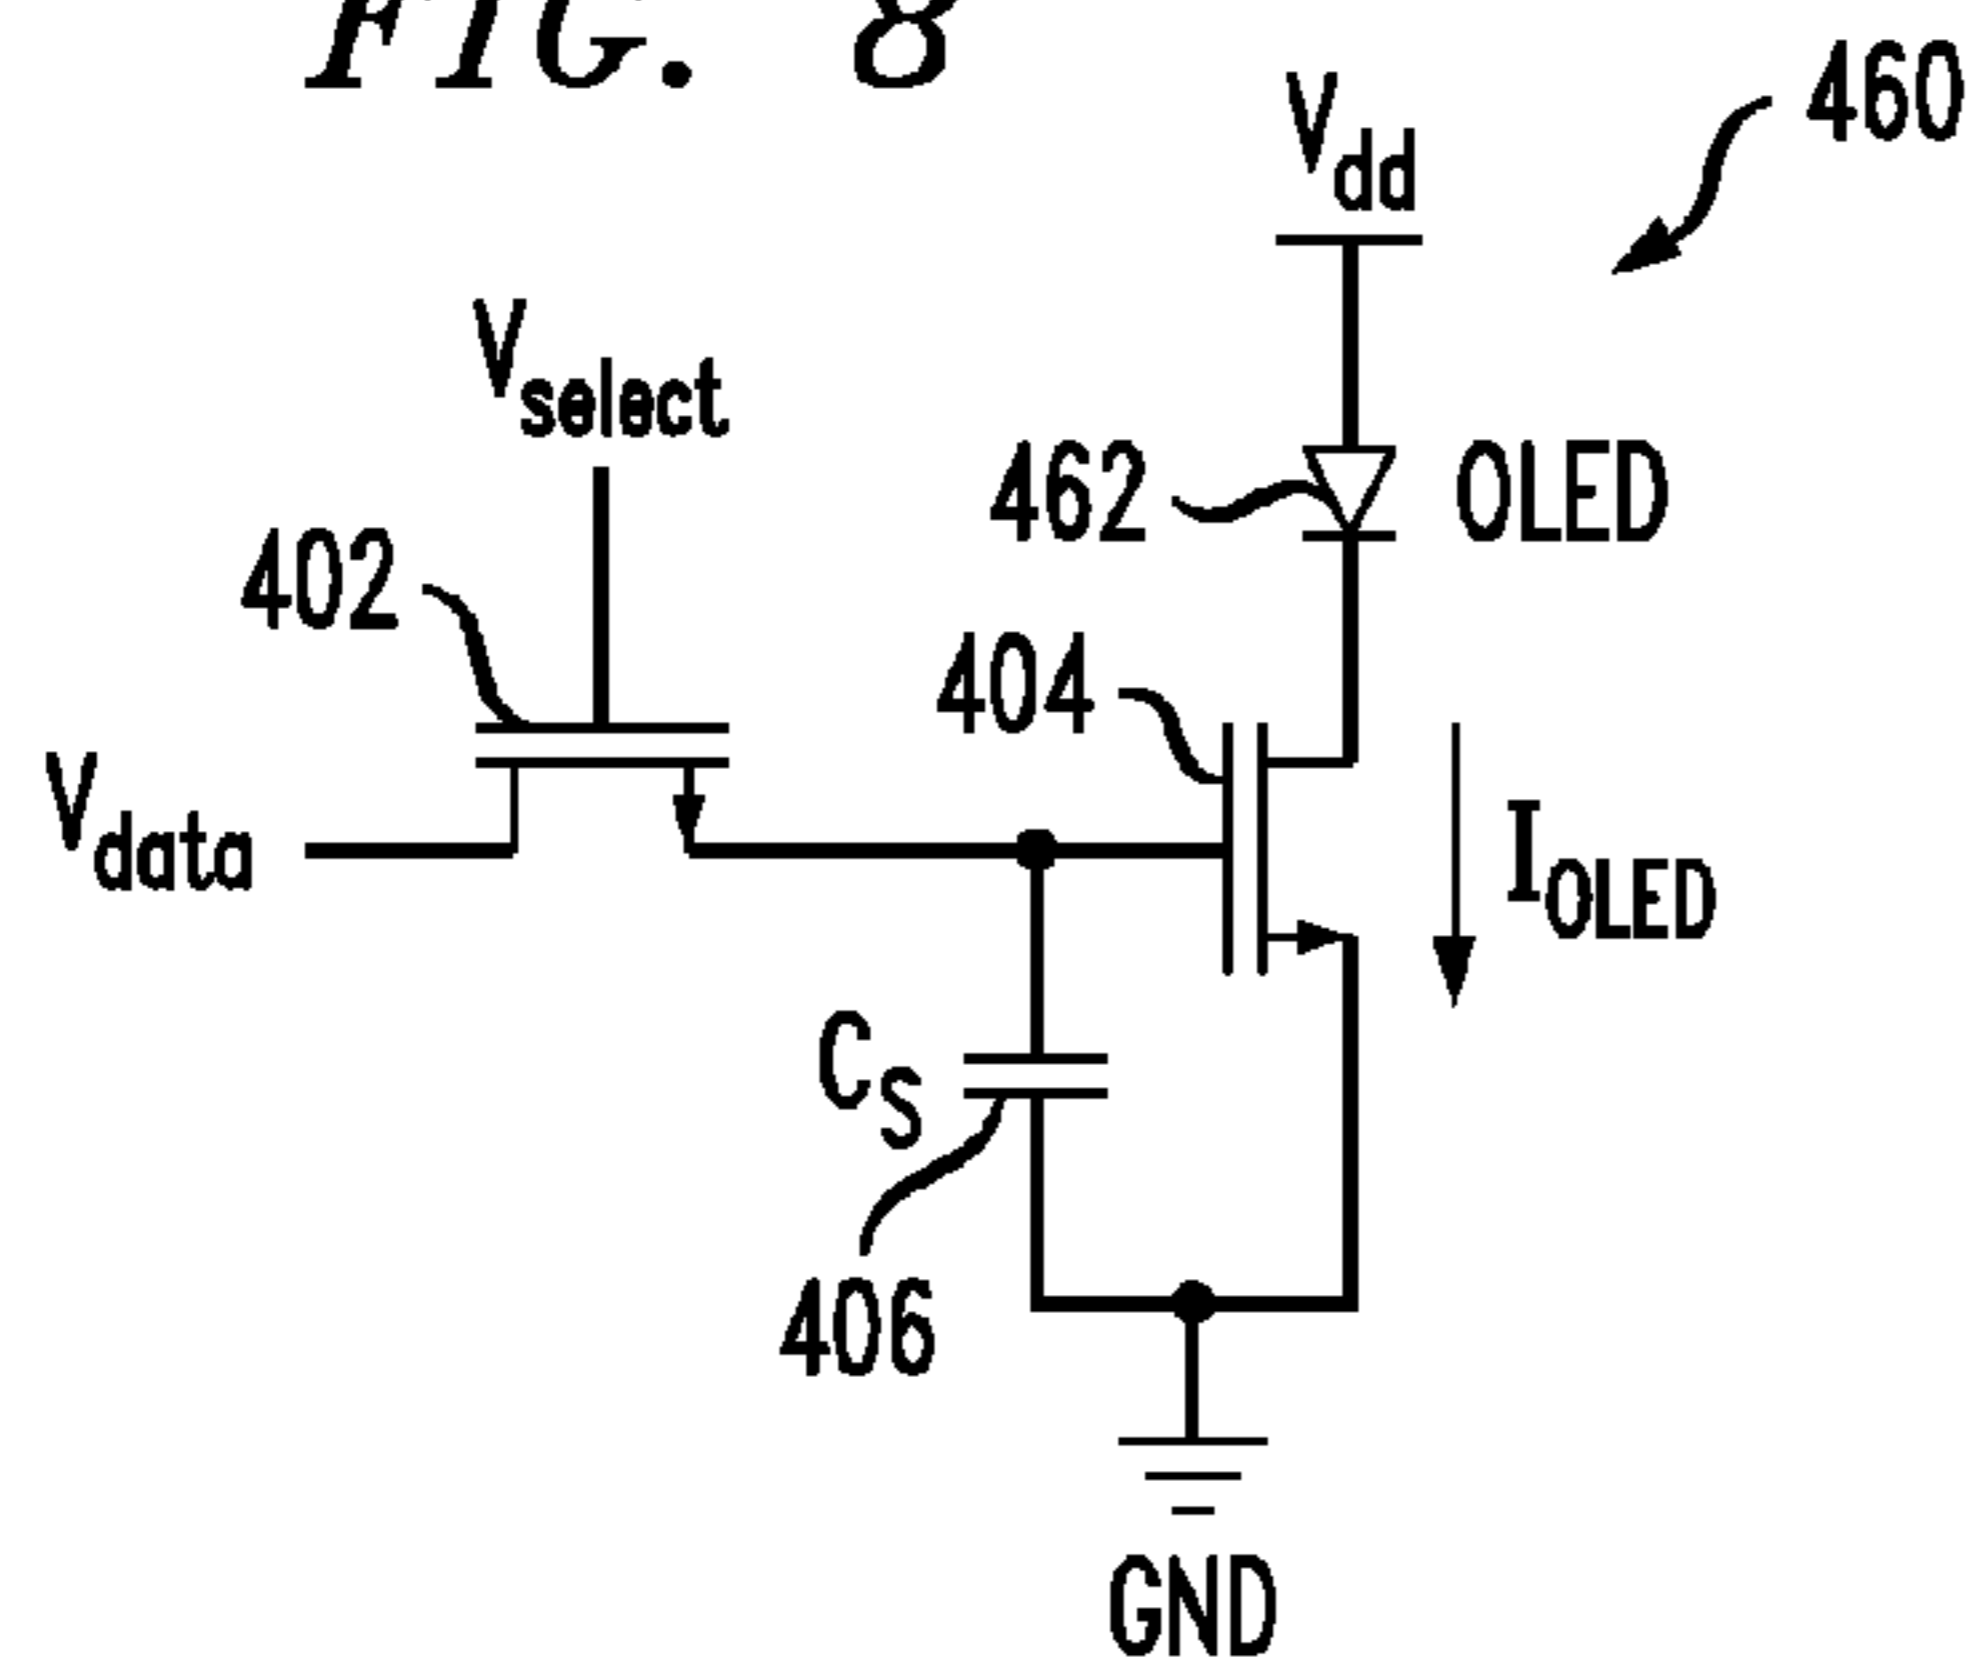 FIG. 8
460
Vdd
Vselect
462
OLED
402
404
Vdata
IOLED
CS
406
GND